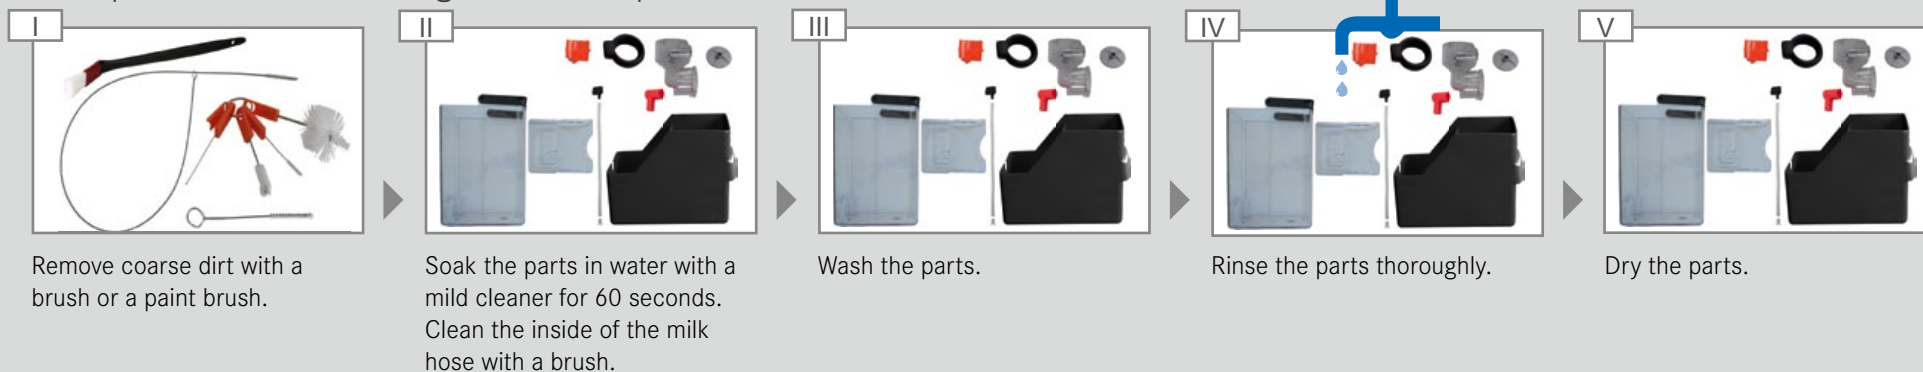 I
II
III
IV
V
Remove coarse dirt with a
brush or a paint brush.
Soak the parts in water with a
mild cleaner for 60 seconds.
Clean the inside of the milk
hose with a brush.
Wash the parts.
Rinse the parts thoroughly.
Dry the parts.